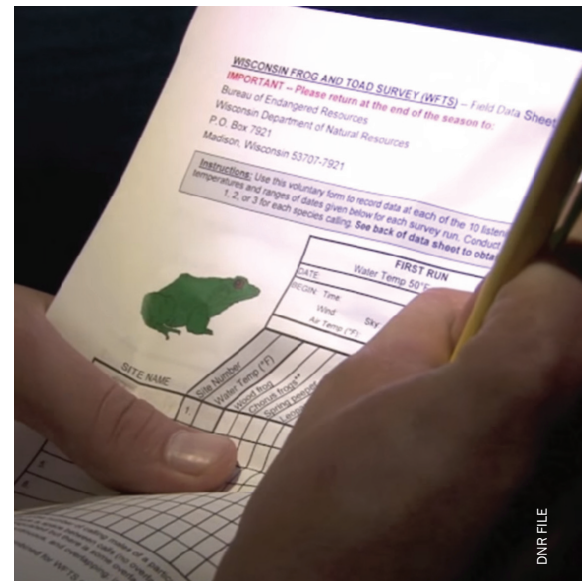 WISCONSIN FROG AND TOAD SURVEY (WFTS) – Field Data Sheet
IMPORTANT – Please return at the end of the season to:
Bureau of Endangered Resources
Wisconsin Department of Natural Resources
P.O. Box 7921
Madison, Wisconsin 53707-7921
Instructions: Use this voluntary form to record data at each of the 10 listen
temperatures and ranges of dates given below for each survey run. Conduct
1, 2, or 3 for each species calling. See back of data sheet to obta
FIRST RUN
Water Temp 50°F
DATE:
BEGIN: Time:
Wind: Sky:
Air Temp (°F):
SITE NAME
Site Number
Water Temp (°F)
Wood frog
Chorus frogs**
Spring peeper
1.
5.
6.
DNR FILE